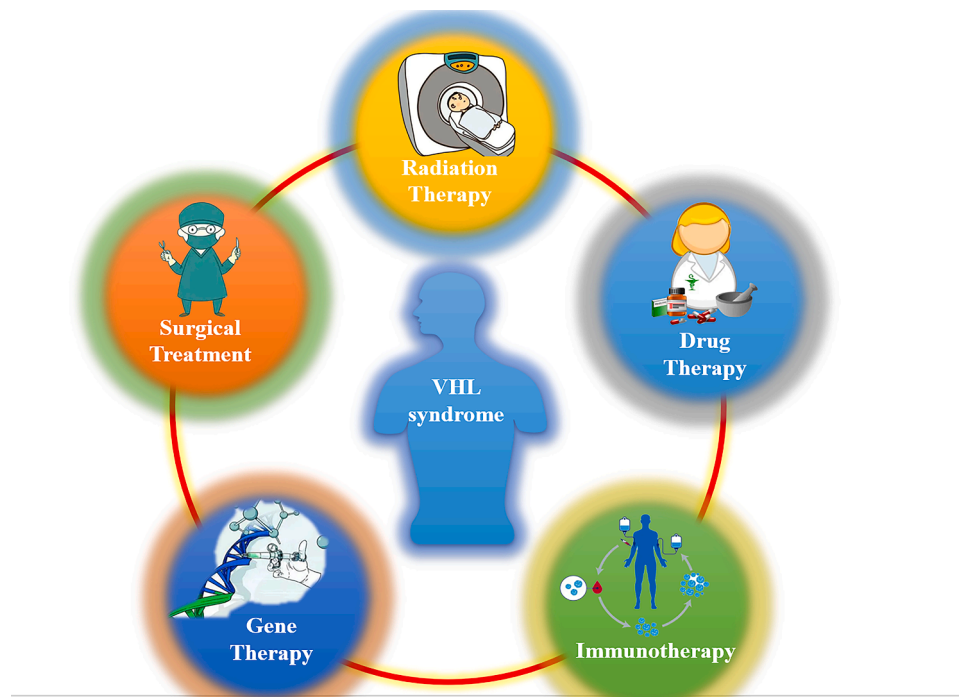 Radiation
Therapy
Surgical
Treatment
Drug
Therapy
VHL
syndrome
Gene
Therapy
Immunotherapy